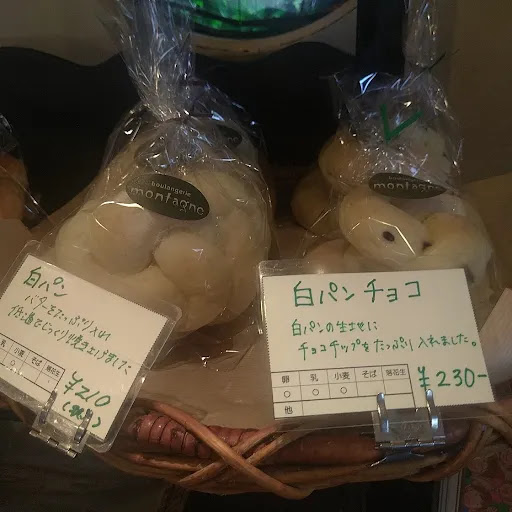 boulangerie
montagne
boulangerie
montagne
白パン
バターをたっぷり入れ
低温でじっくり焼き上げました
乳 小麦 そば 落花生
○ ○
¥210
白パン チョコ
白パンの生地に
チョコチップをたっぷり入れました。
卵 乳 小麦 そば 落花生
○ ○ ○
他
¥230-